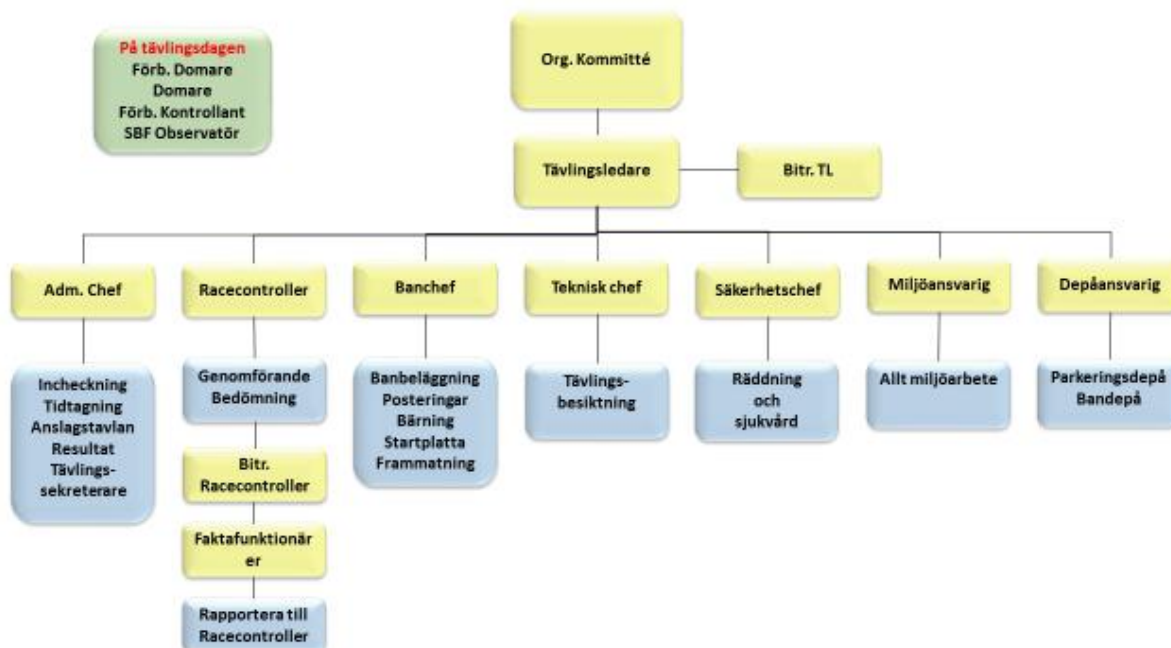 På tävlingsdagen
Förb. Domare
Domare
Förb. Kontrollant
SBF Observatör
Org. Kommitté
Tävlingsledare
Bitr. TL
Adm. Chef
Racecontroller
Banchef
Teknisk chef
Säkerhetschef
Miljöansvarig
Depåansvarig
Incheckning
Tidtagning
Anslagstavlan
Resultat
Tävlings-
sekreterare
Genomförande
Bedömning
Bitr.
Racecontroller
Faktafunktionär
er
Rapportera till
Racecontroller
Banbeläggning
Posteringar
Bärning
Startplatta
Frammatning
Tävlings-
besiktning
Räddning
och
sjukvård
Allt miljöarbete
Parkeringsdepå
Bandepå